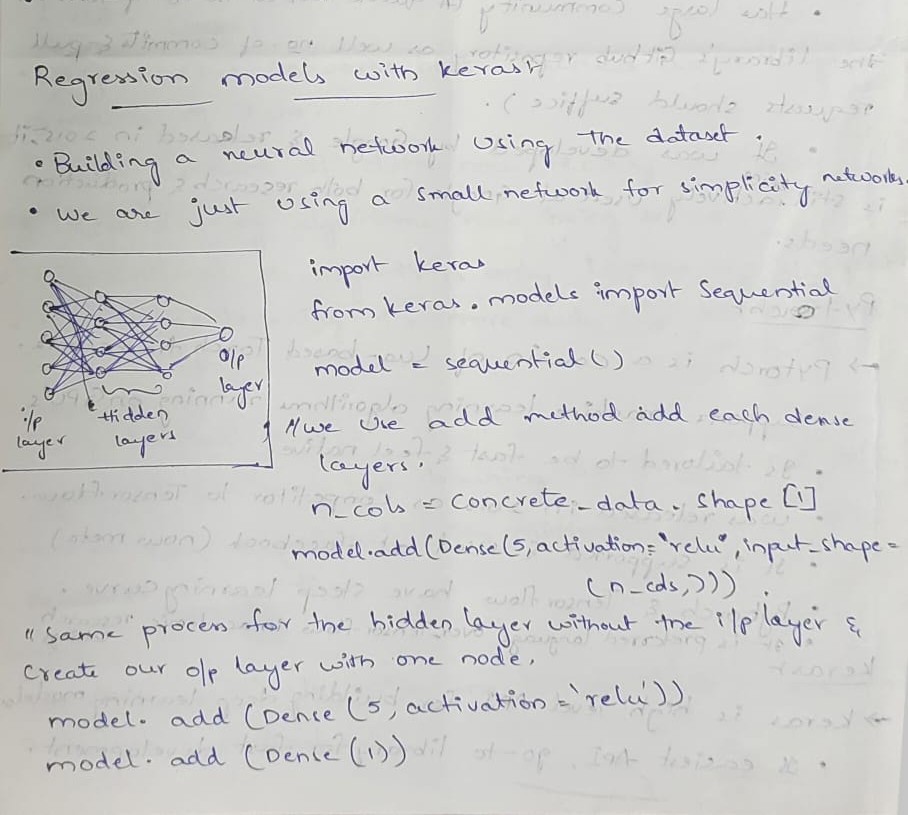 Regression models with keras:
• Building a neural network using the dataset.
• we are just using a small network for simplicity networks.
import keras
from keras.models import Sequential
model = sequential()
"we use add method add each dense
layers.
n_cols = concrete_data. shape [1]
model.add(Dense(5, activation='relu', input_shape=
(n_cols,)))
"same process for the hidden layer without the i/p layer &
create our o/p layer with one node.
model. add (Dense (5, activation = 'relu'))
model. add (Dense (1))
i/p
layer
Hidden
layers
o/p
layer